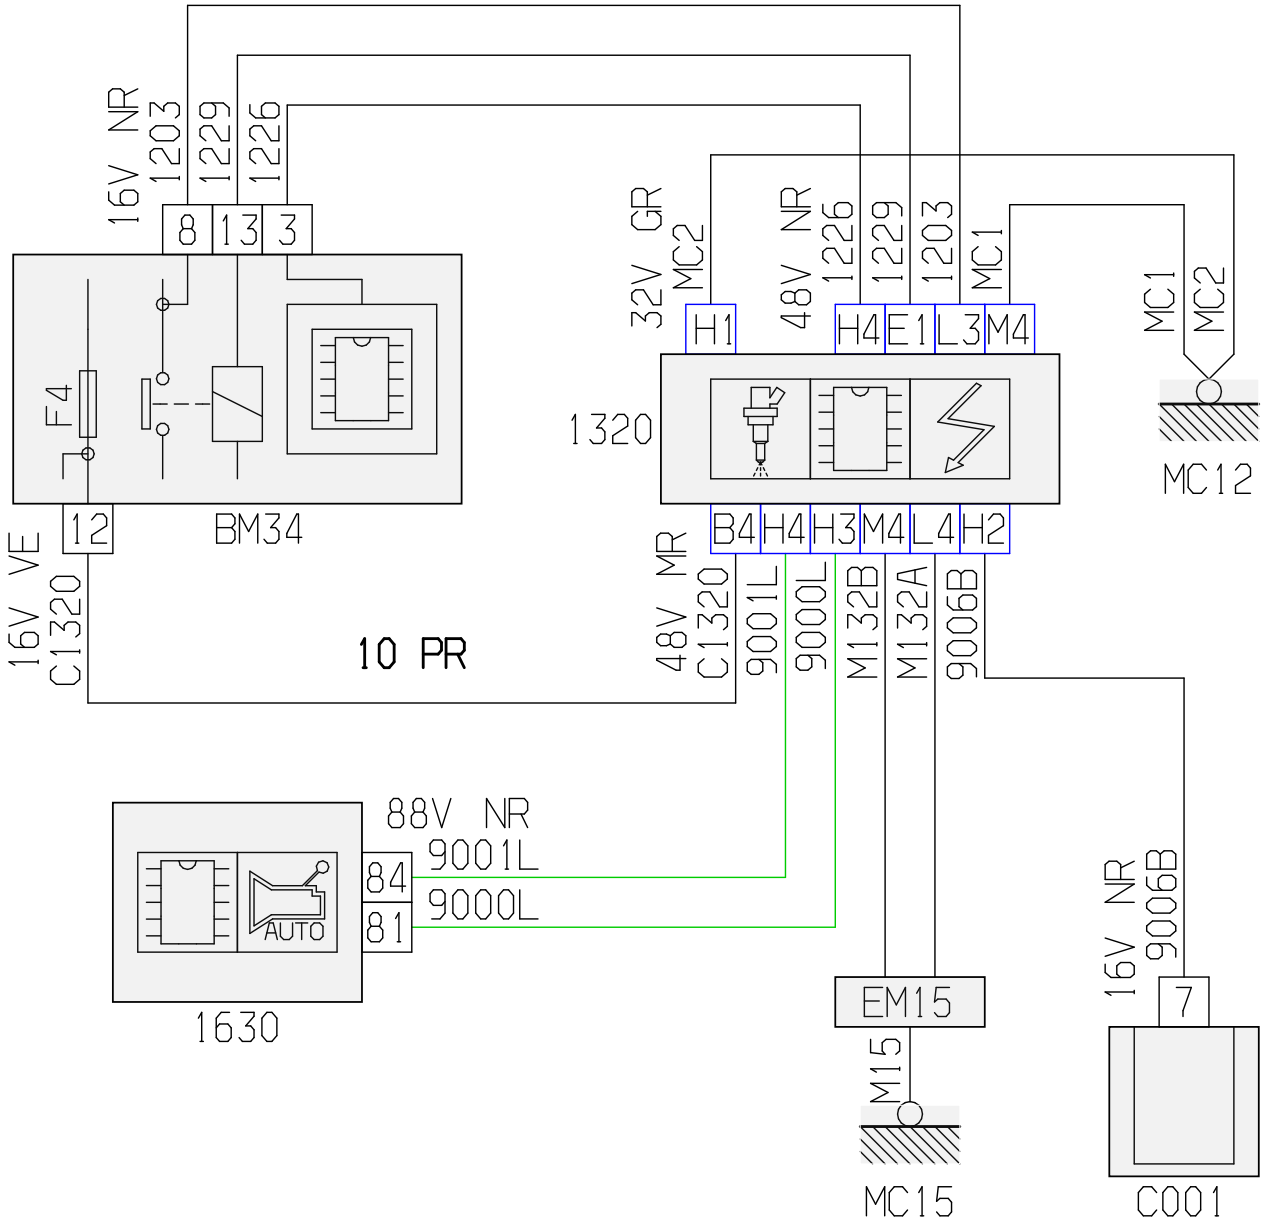 16V NR
1203
1229
1226
8
13
3
F4
12
BM34
16V VE
C1320
10 PR
32V GR
MC2
48V NR
1226
1229
1203
MC1
H1
H4
E1
L3
M4
1320
MC1
MC2
MC12
B4
H4
H3
M4
L4
H2
48V MR
C1320
9001L
9000L
M132B
M132A
9006B
88V NR
9001L
84
9000L
81
AUTO
1630
EM15
M15
MC15
16V NR
9006B
7
C001